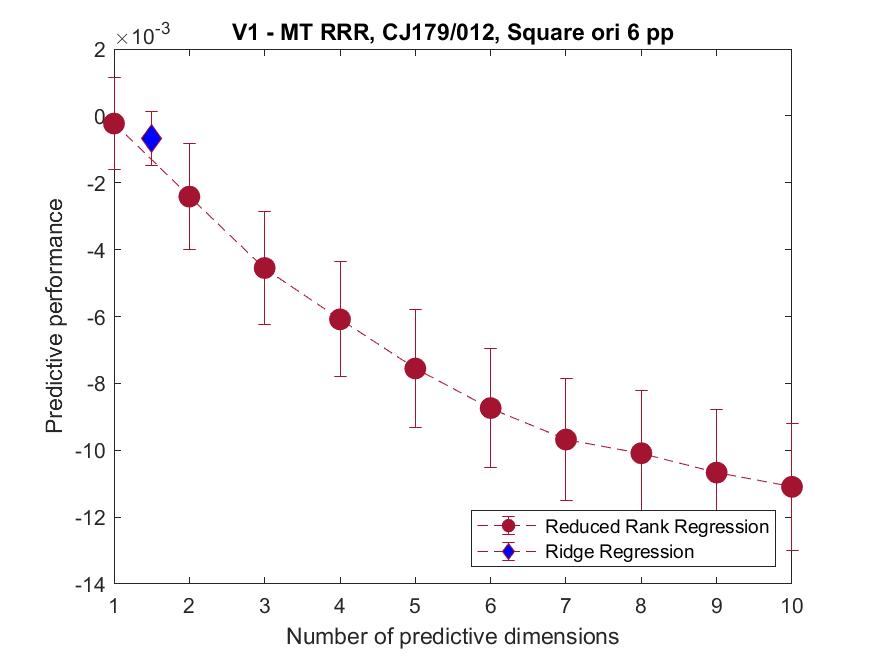 V1 - MT RRR, CJ179/012, Square ori 6 pp
×10-3
2
0
-2
-4
-6
-8
-10
-12
-14
Predictive performance
Reduced Rank Regression
Ridge Regression
1 2 3 4 5 6 7 8 9 10
Number of predictive dimensions